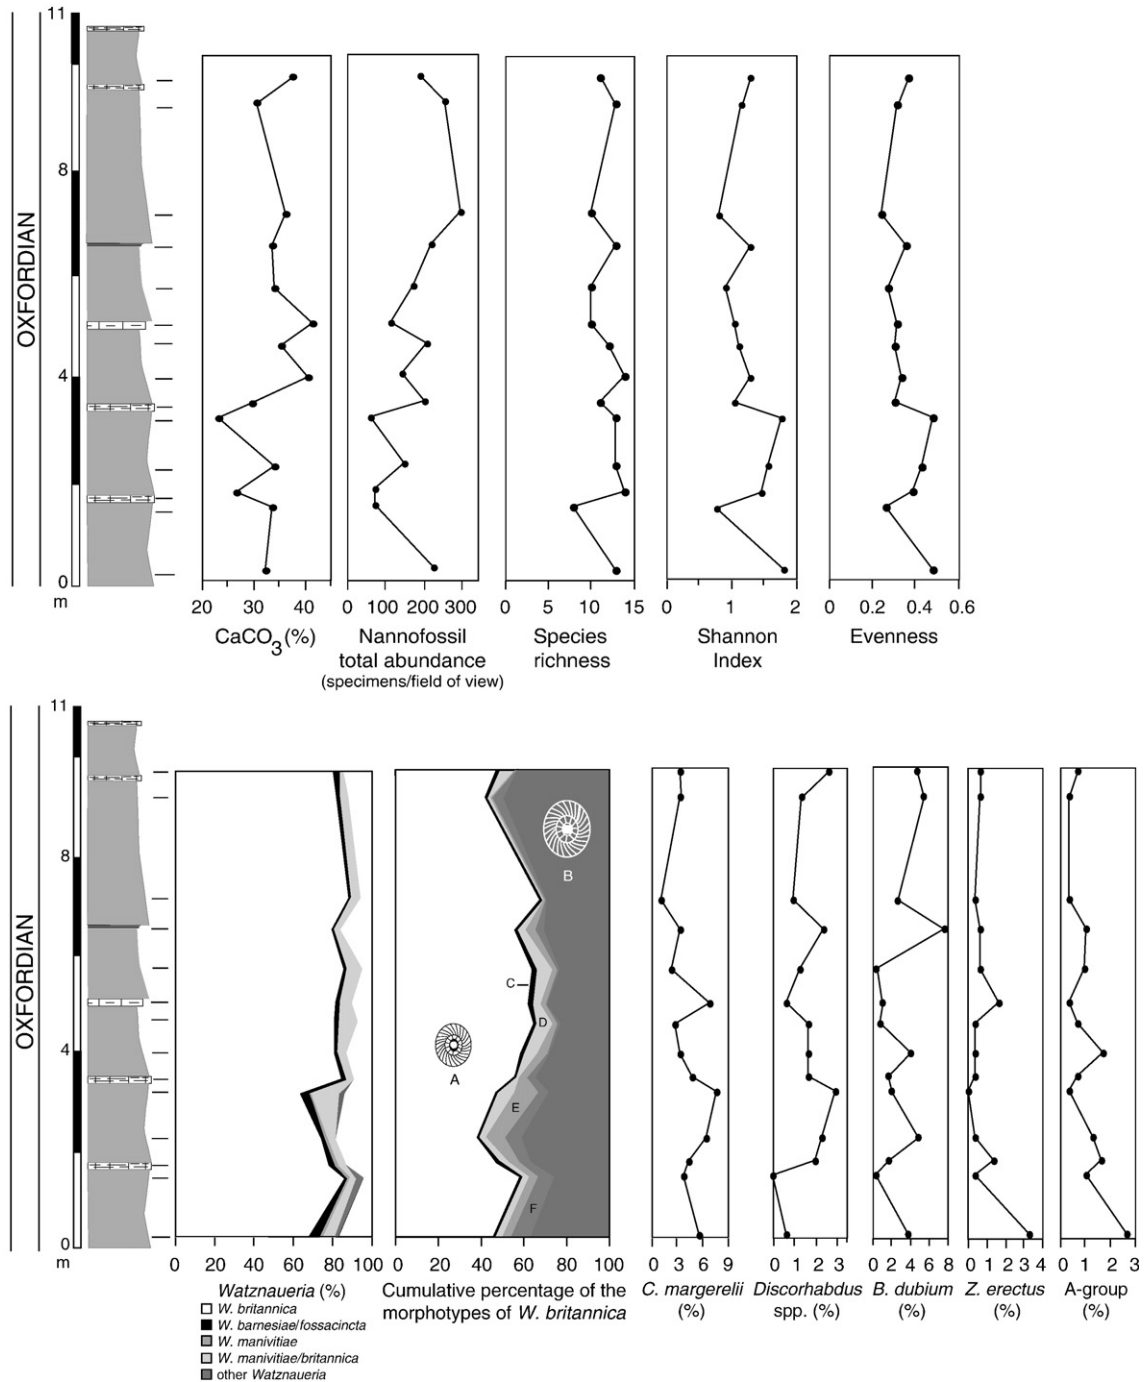 OXFORDIAN
11
8
4
0
m
20 30 40
CaCO3(%)
0 100 200 300
Nannofossil
total abundance
(specimens/field of view)
0 5 10 15
Species
richness
0 1 2
Shannon
Index
0 0.2 0.4 0.6
Evenness
OXFORDIAN
11
8
4
0
m
A
B
C
D
E
F
0 20 40 60 80 100
Watznaueria (%)
W. britannica
W. barnesiae/fossacincta
W. manivitiae
W. manivitiae/britannica
other Watznaueria
0 20 40 60 80 100
Cumulative percentage of the
morphotypes of W. britannica
0 3 6 9
C. margerelii
(%)
0 1 2 3
Discorhabdus
spp. (%)
0 2 4 6 8
B. dubium
(%)
0 1 2 3 4
Z. erectus
(%)
0 1 2 3
A-group
(%)